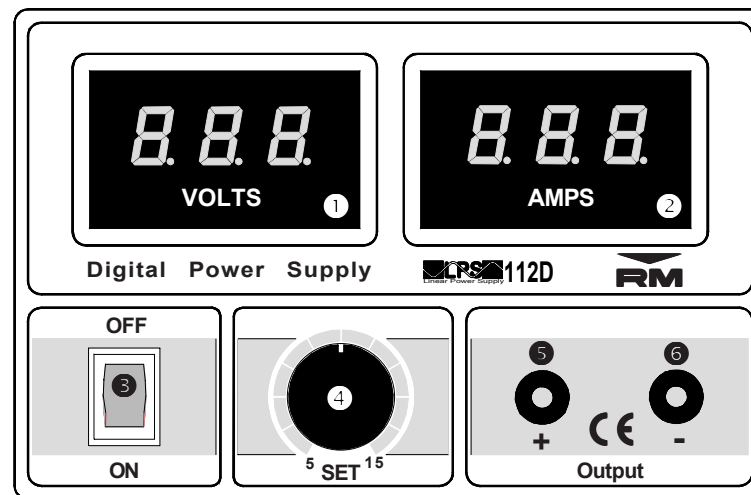 8.8.8.
VOLTS
1
8.8.8.
AMPS
2
Digital Power Supply
LPS 112D
Linear Power Supply
RM
OFF
3
ON
4
5 SET 15
5
6
+
CE
-
Output